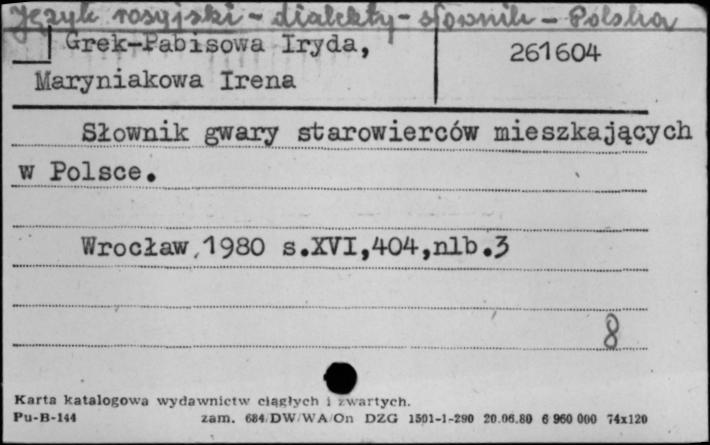 Język rosyjski - dialekty - słownik - Polska
Grek-Pabisowa Iryda,
261604
Maryniakowa Irena
Słownik gwary starowierców mieszkających
w Polsce.
Wrocław,1980 s.XVI,404,nlb.3
8
Karta katalogowa wydawnictw ciągłych i zwartych.
Pu-B-144 zam. 684/DW/WA/On DZG 1501-1-290 20.06.80 6 960 000 74x120